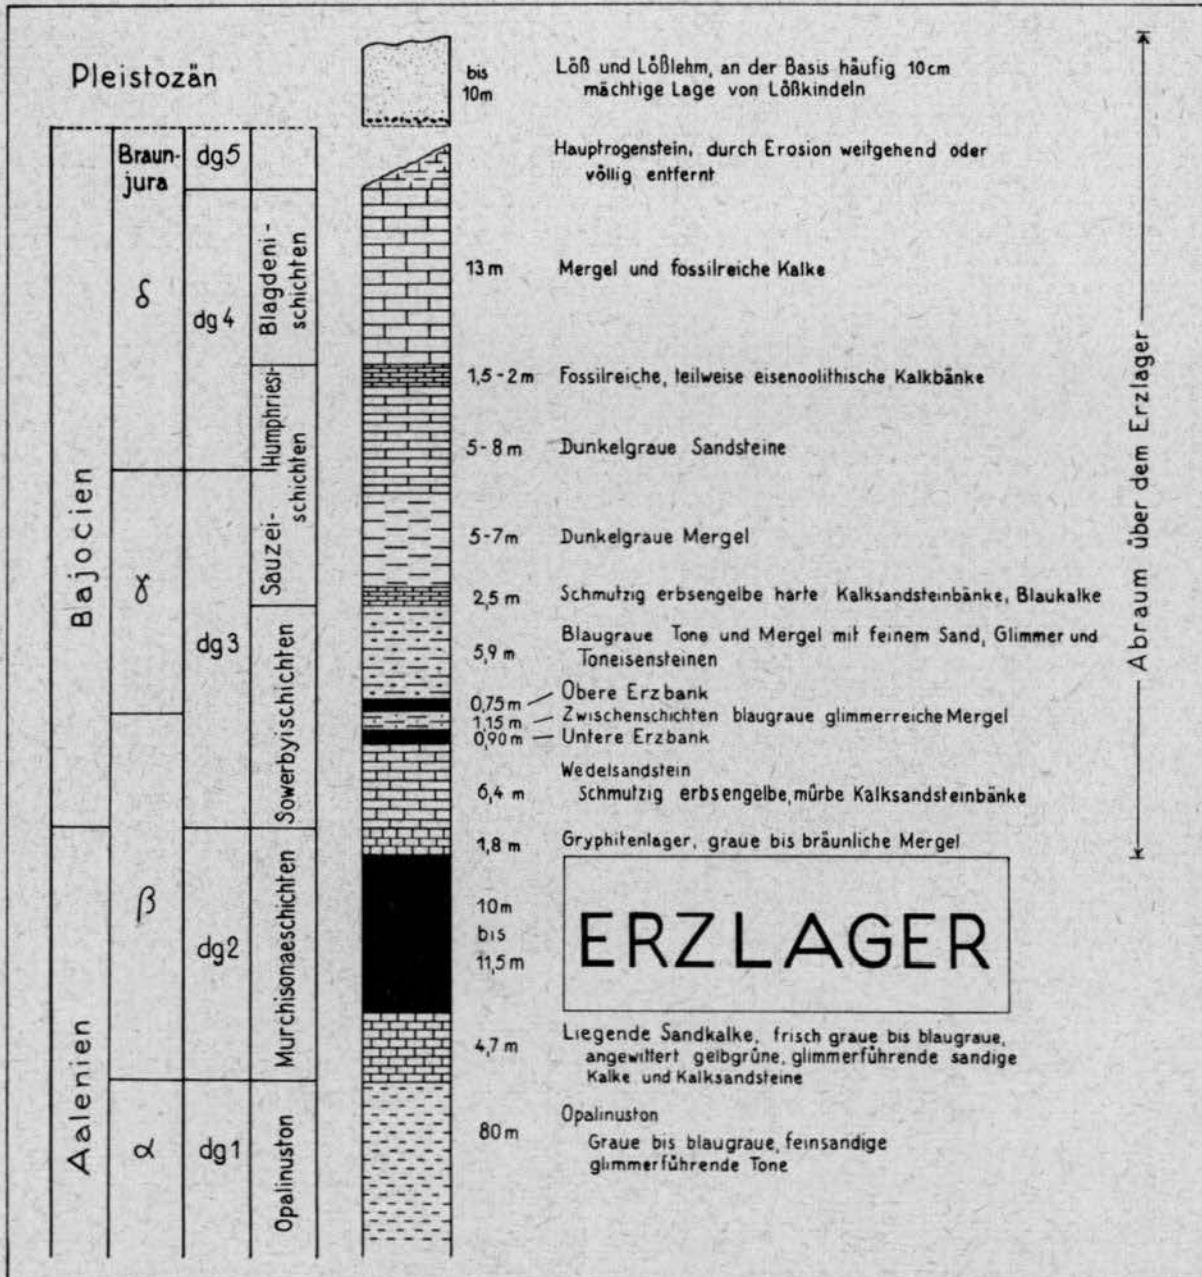 Pleistozän
bis
10m
Löß und Lößlehm, an der Basis häufig 10cm
mächtige Lage von Lößkindeln
Braun-
jura
dg5
Hauptrogenstein, durch Erosion weitgehend oder
völlig entfernt
Bajocien
δ
dg4
Blagdeni-
schichten
13m
Mergel und fossilreiche Kalke
Humphriesi-
schichten
1,5-2m
Fossilreiche, teilweise eisenoolithische Kalkbänke
5-8m
Dunkelgraue Sandsteine
γ
dg3
Sauzei-
schichten
5-7m
Dunkelgraue Mergel
2,5 m
Schmutzig erbsengelbe harte Kalksandsteinbänke, Blaukalke
Sowerbyischichten
5,9 m
Blaugraue Tone und Mergel mit feinem Sand, Glimmer und
Toneisensteinen
0,75m
Obere Erzbank
1,15 m
Zwischenschichten blaugraue glimmerreiche Mergel
0,90m
Untere Erzbank
6,4 m
Wedelsandstein
Schmutzig erbsengelbe, mürbe Kalksandsteinbänke
Aalenien
β
dg2
Murchisonaeschichten
1,8 m
Gryphitenlager, graue bis bräunliche Mergel
10m
bis
11,5m
ERZLAGER
4,7 m
Liegende Sandkalke, frisch graue bis blaugraue,
angewittert gelbgrüne, glimmerführende sandige
Kalke und Kalksandsteine
α
dg1
Opalinuston
80m
Opalinuston
Graue bis blaugraue, feinsandige
glimmerführende Tone
Abraum über dem Erzlager